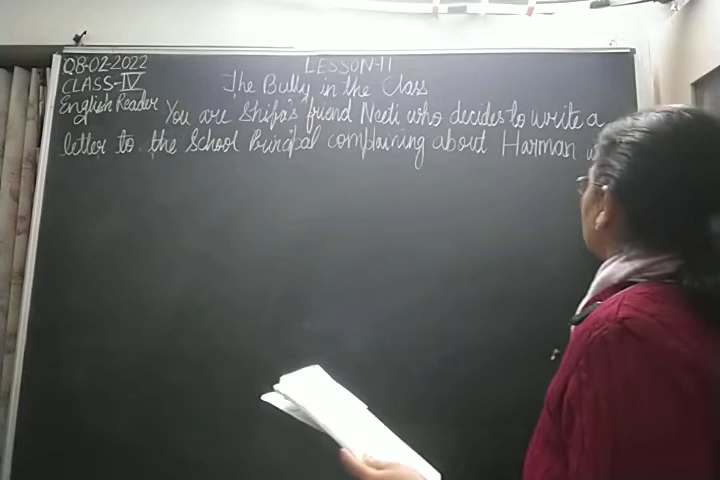 08-02-2022
LESSON-11
CLASS-IV
The Bully in the Class
English Reader
You are Shifa's friend Neeti who decides to write a
letter to the School Principal complaining about Harman